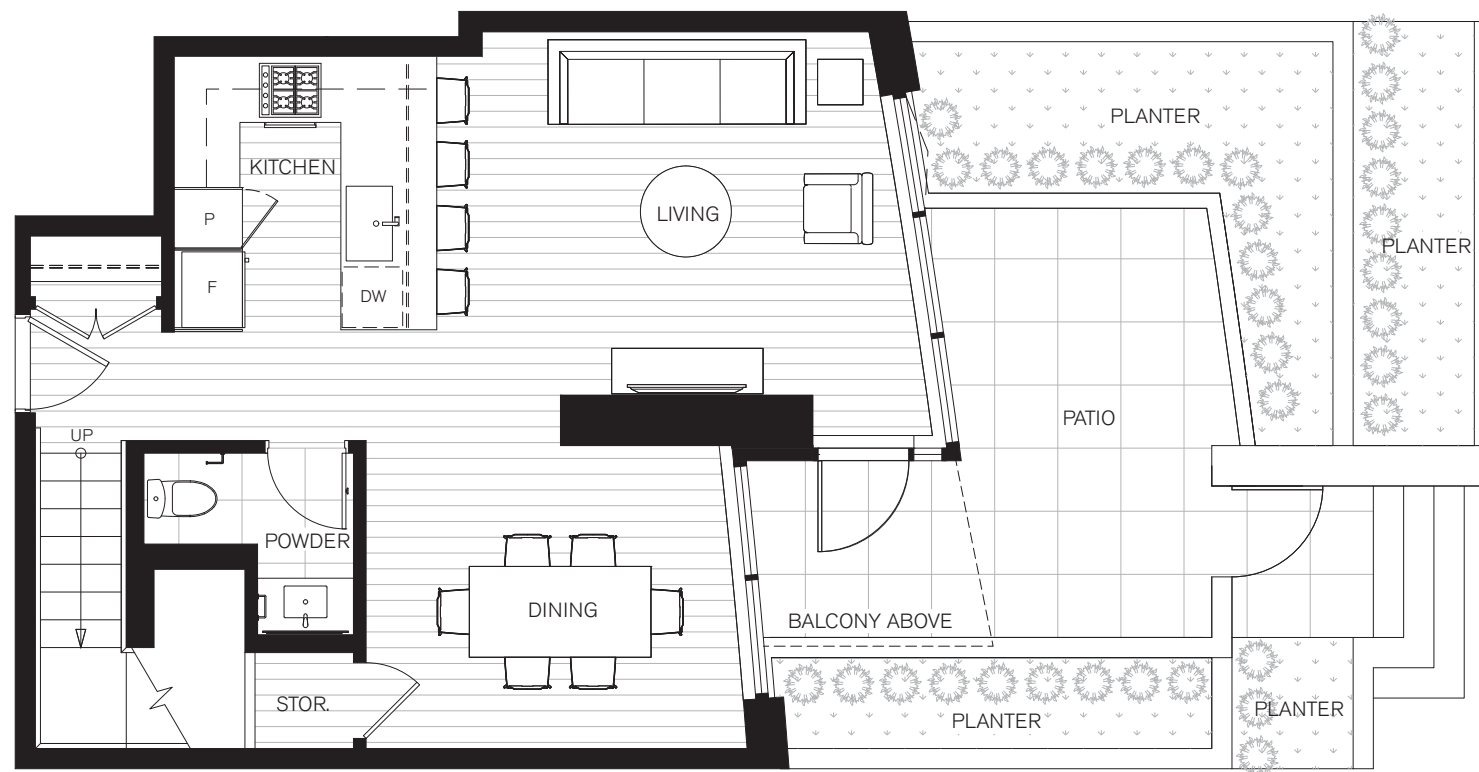 PLANTER
KITCHEN
P
LIVING
PLANTER
F
DW
PATIO
UP
POWDER
DINING
BALCONY ABOVE
STOR.
PLANTER
PLANTER